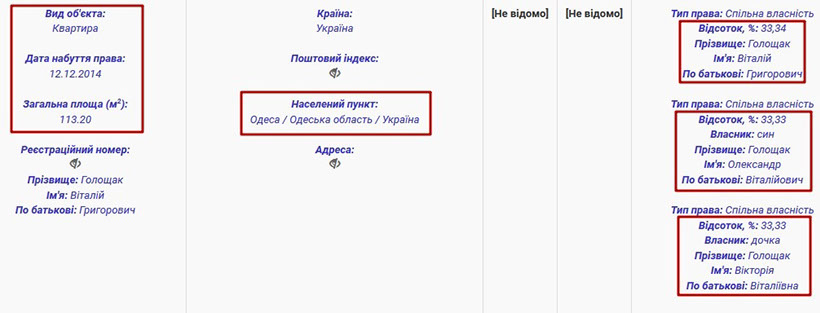 Вид об'єкта:
Квартира
Дата набуття права:
12.12.2014
Загальна площа (м²):
113.20
Реєстраційний номер:
Прізвище: Голощак
Ім'я: Віталій
По батькові: Григорович
Країна:
Україна
Поштовий індекс:
Населений пункт:
Одеса / Одеська область / Україна
Адреса:
[Не відомо]
[Не відомо]
Тип права: Спільна власність
Відсоток, %: 33,34
Прізвище: Голощак
Ім'я: Віталій
По батькові: Григорович
Тип права: Спільна власність
Відсоток, %: 33,33
Власник: син
Прізвище: Голощак
Ім'я: Олександр
По батькові: Віталійович
Тип права: Спільна власність
Відсоток, %: 33,33
Власник: дочка
Прізвище: Голощак
Ім'я: Вікторія
По батькові: Віталіївна